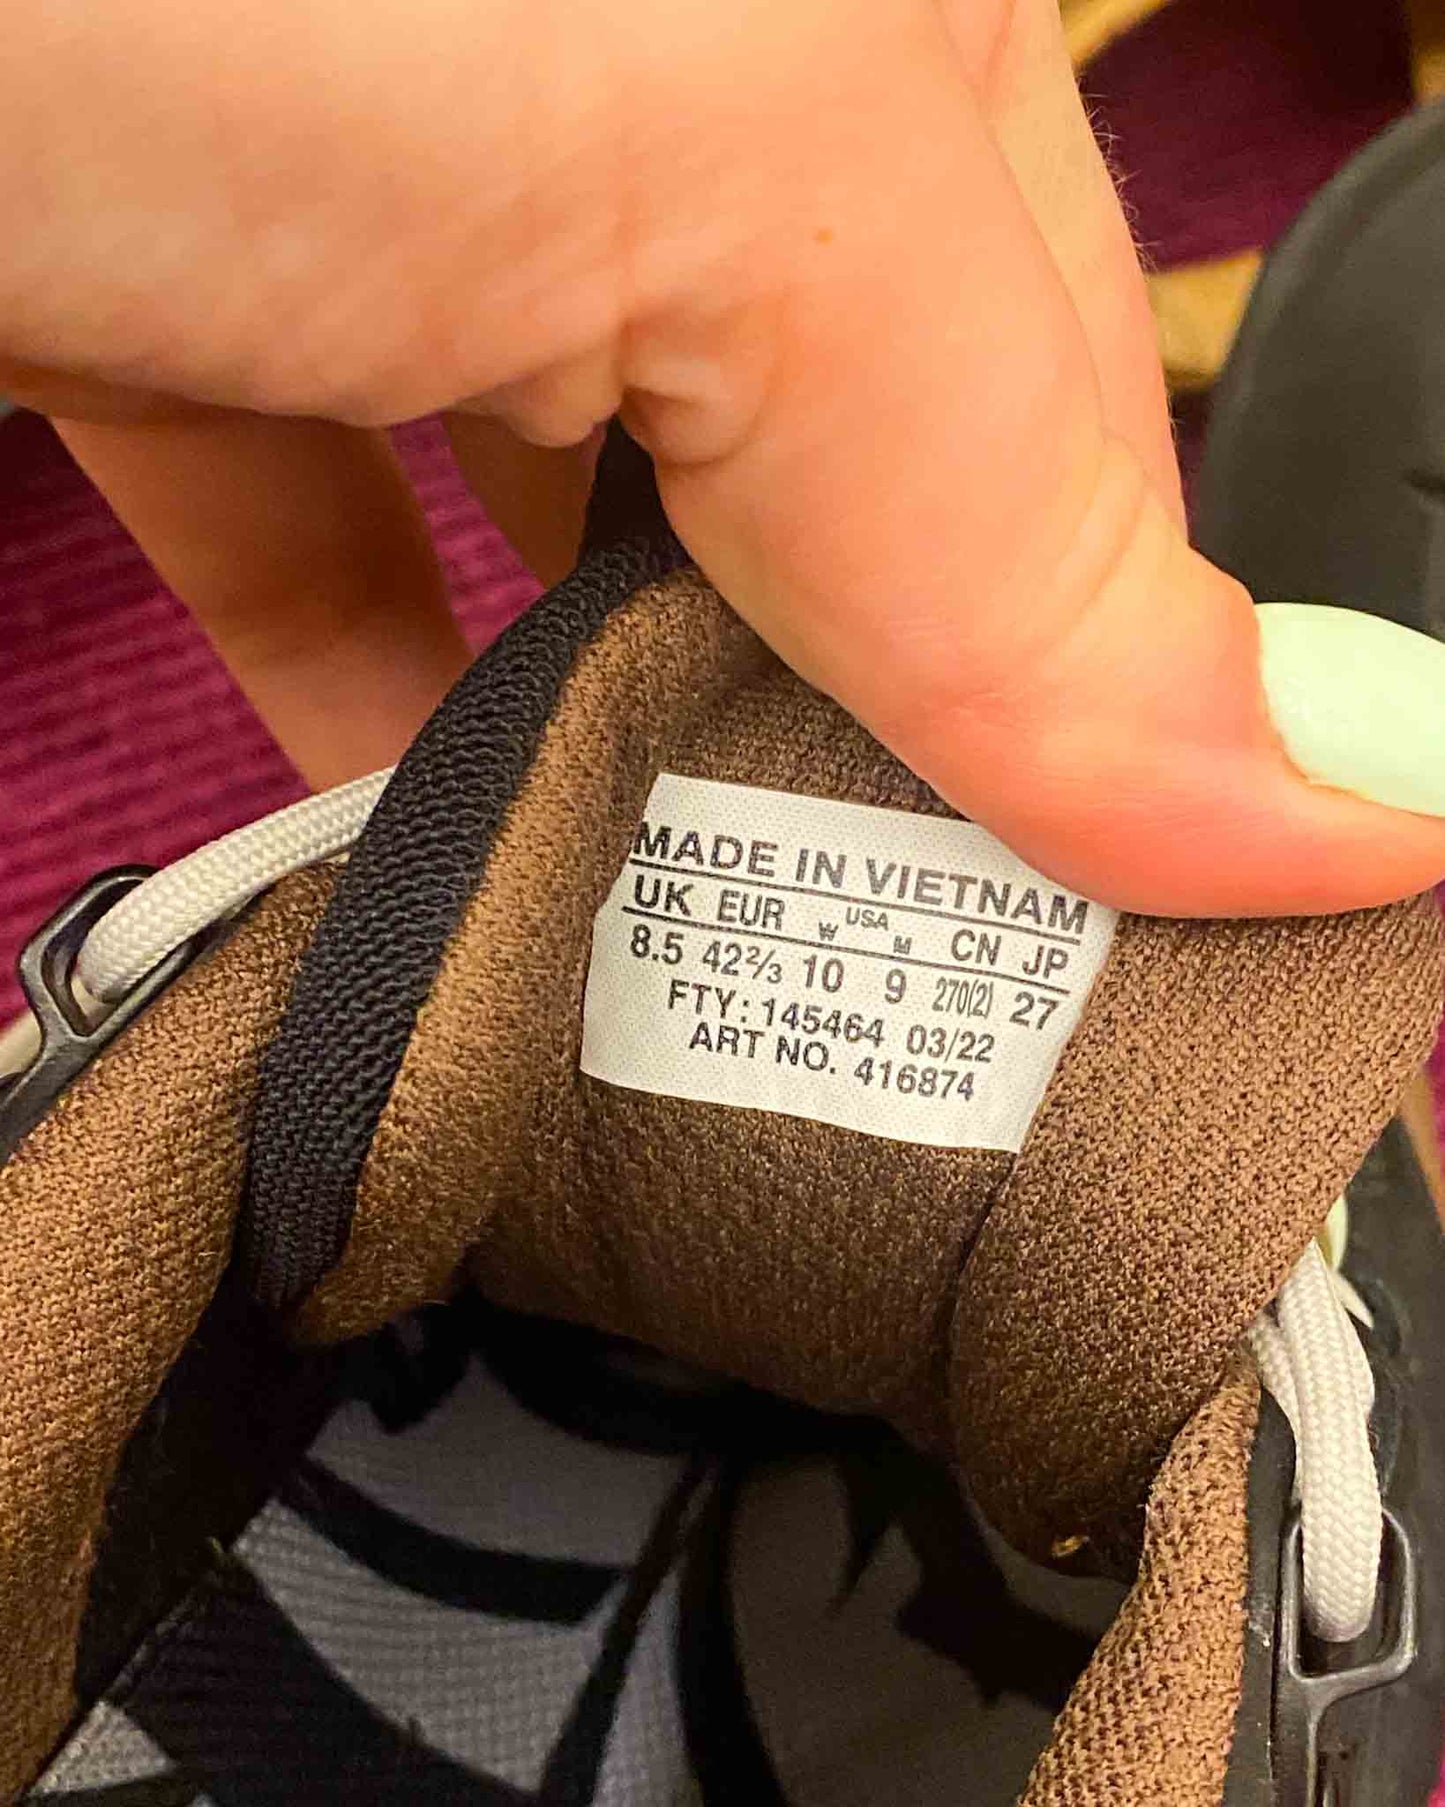 MADE IN VIETNAM
UK EUR W USA M CN JP
8.5 42⅔ 10 9 270(2) 27
FTY: 145464 03/22
ART NO. 416874